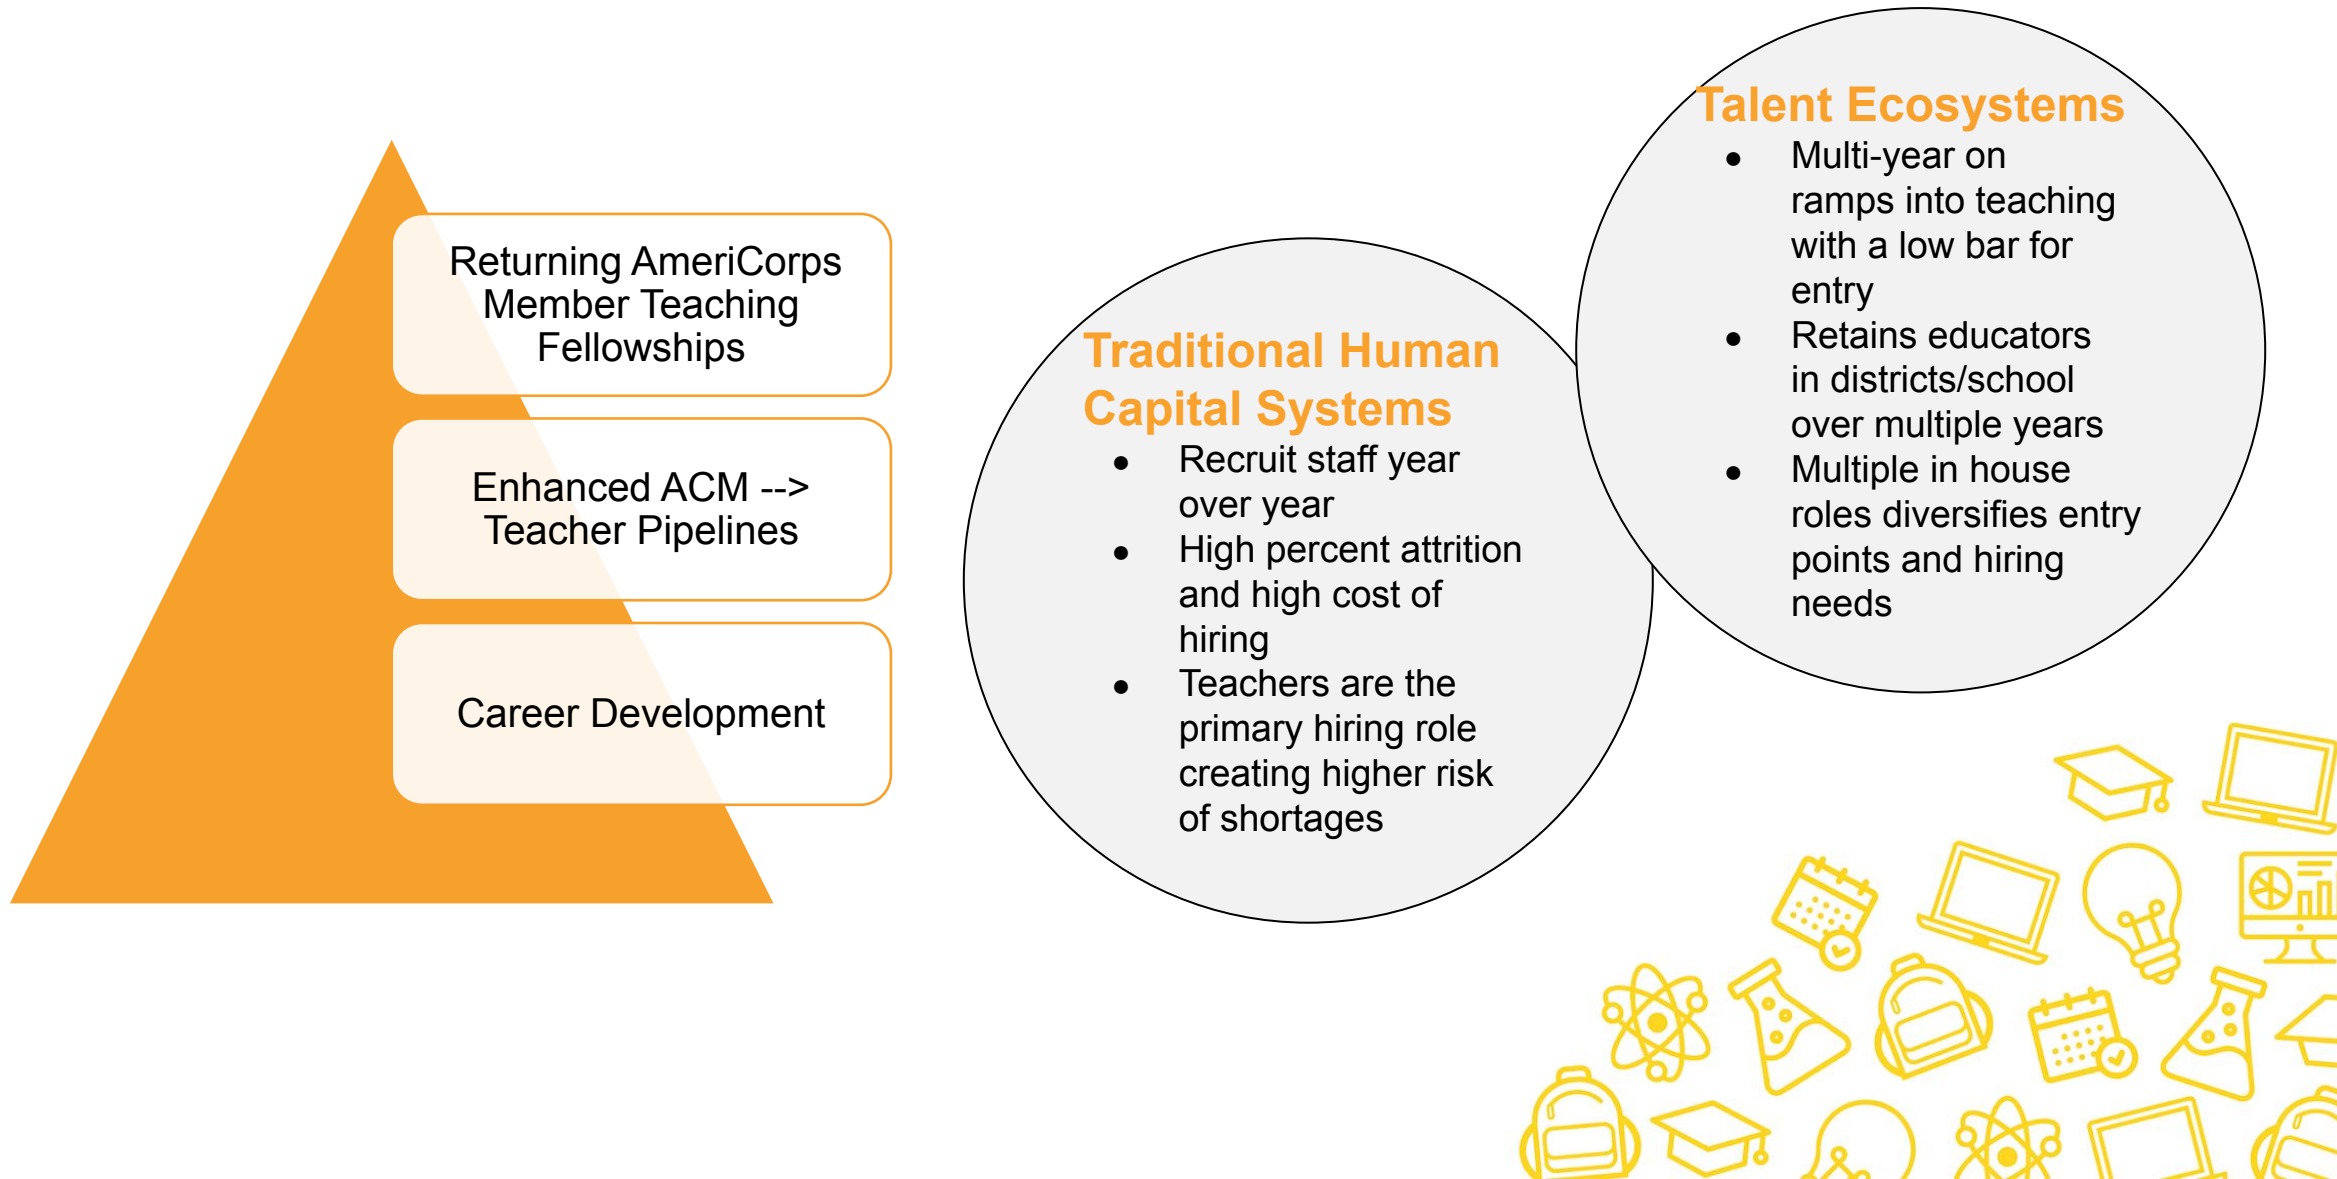 Returning AmeriCorps
Member Teaching
Fellowships
Enhanced ACM -->
Teacher Pipelines
Career Development
Traditional Human
Capital Systems
● Recruit staff year
over year
● High percent attrition
and high cost of
hiring
● Teachers are the
primary hiring role
creating higher risk
of shortages
Talent Ecosystems
● Multi-year on
ramps into teaching
with a low bar for
entry
● Retains educators
in districts/school
over multiple years
● Multiple in house
roles diversifies entry
points and hiring
needs